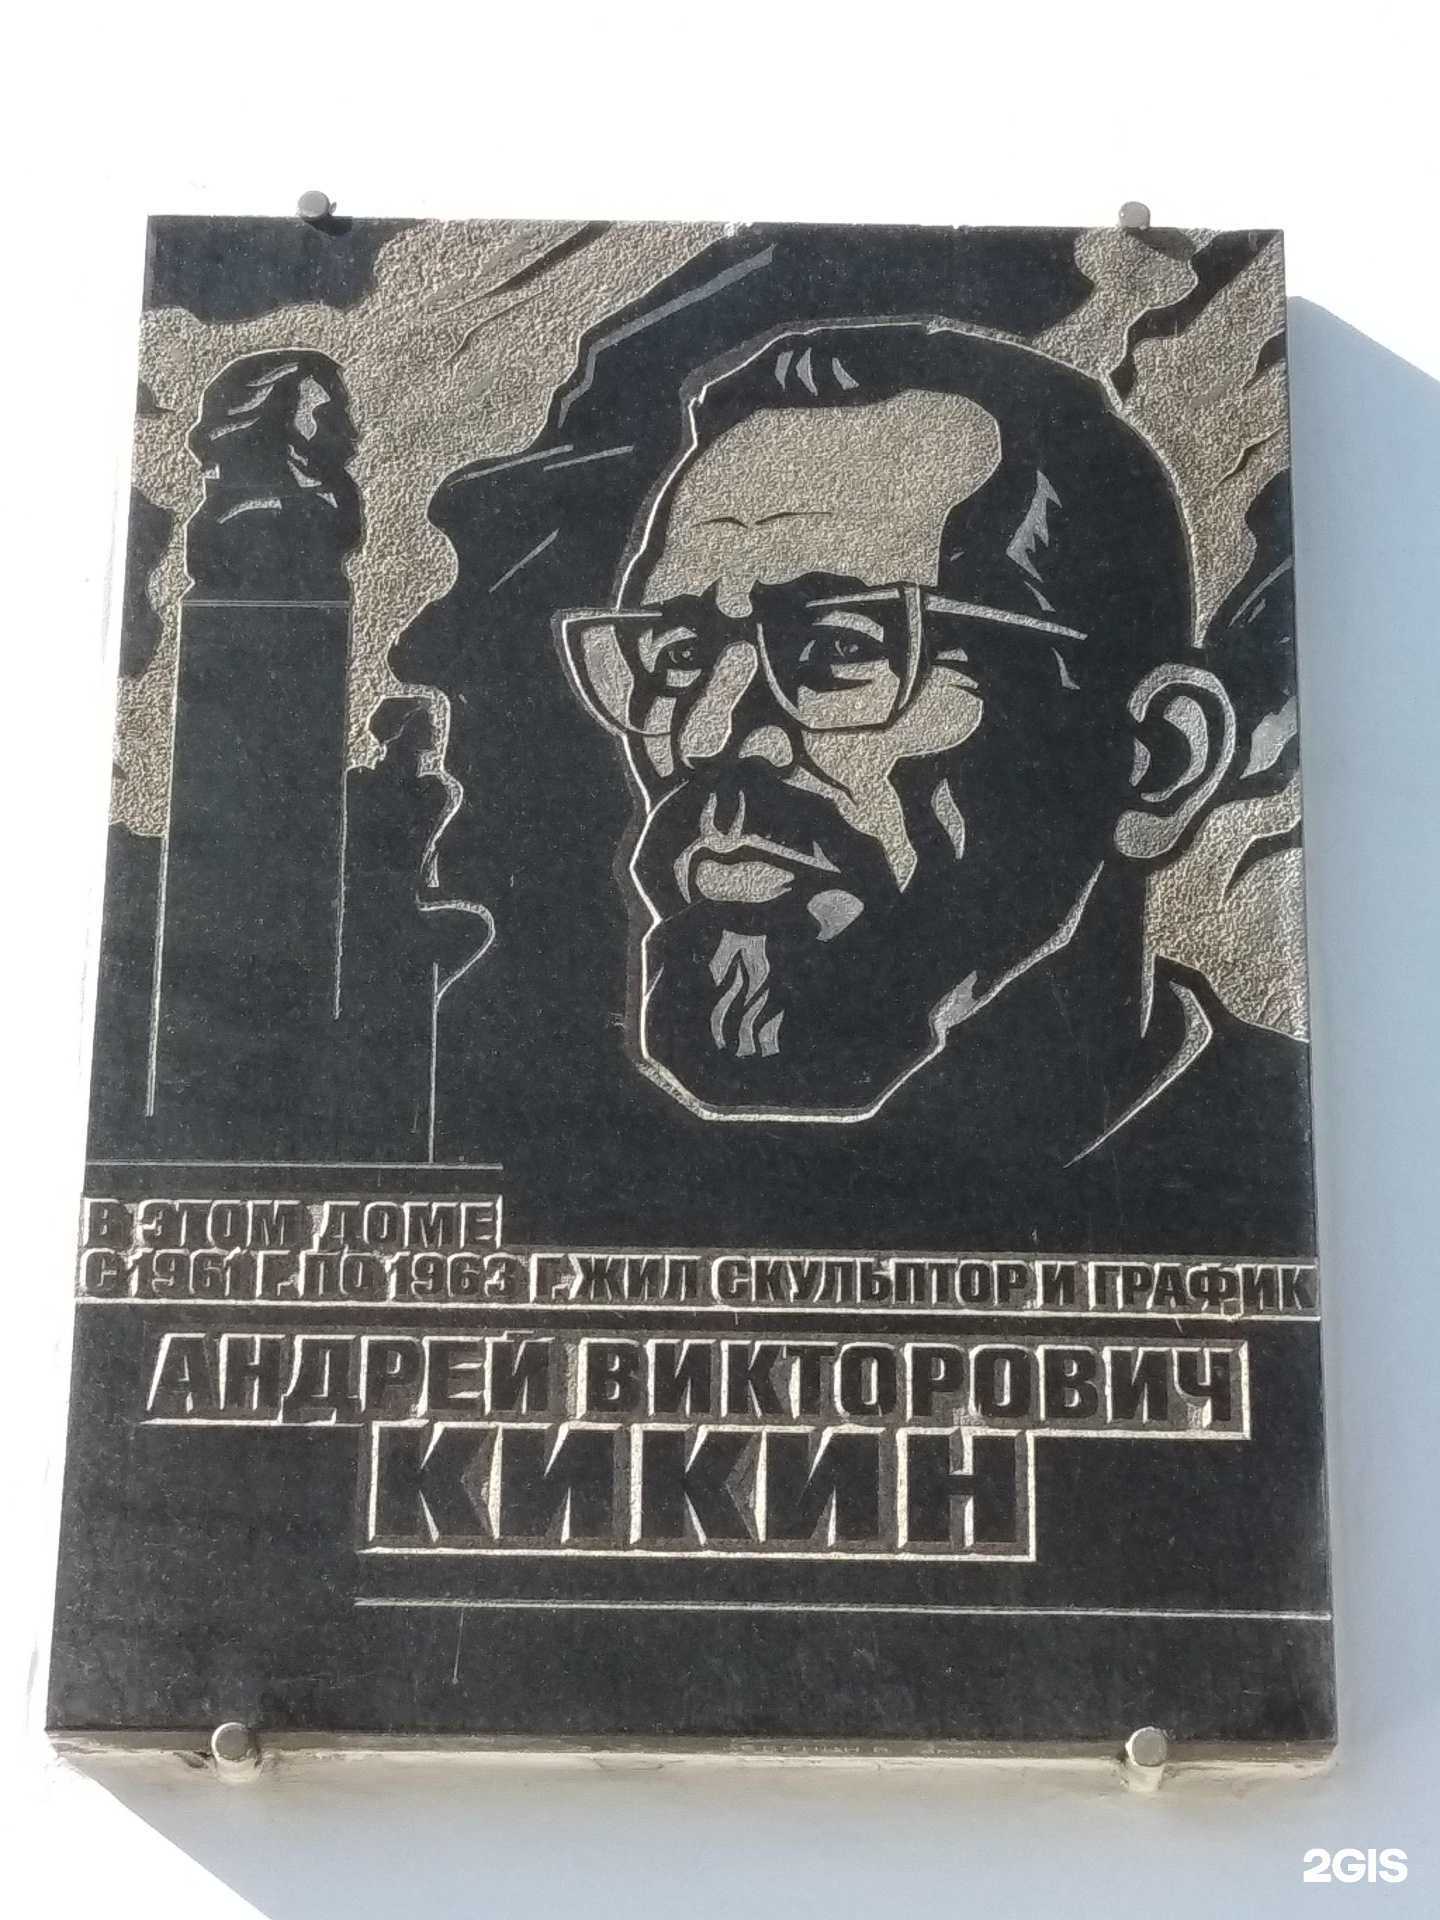 В ЭТОМ ДОМЕ
С 1961 Г. ПО 1963 Г. ЖИЛ СКУЛЬПТОР И ГРАФИК
АНДРЕЙ ВИКТОРОВИЧ
КИКИН
2GIS